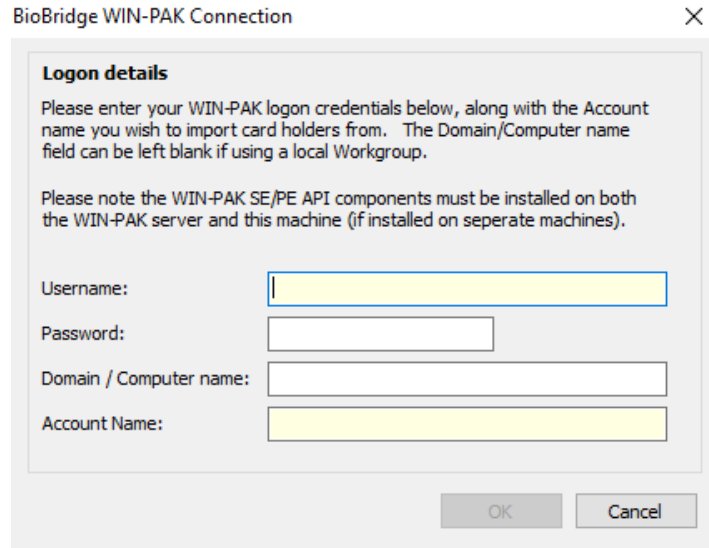 BioBridge WIN-PAK Connection
Logon details
Please enter your WIN-PAK logon credentials below, along with the Account
name you wish to import card holders from. The Domain/Computer name
field can be left blank if using a local Workgroup.
Please note the WIN-PAK SE/PE API components must be installed on both
the WIN-PAK server and this machine (if installed on seperate machines).
Username:
Password:
Domain / Computer name:
Account Name:
OK Cancel